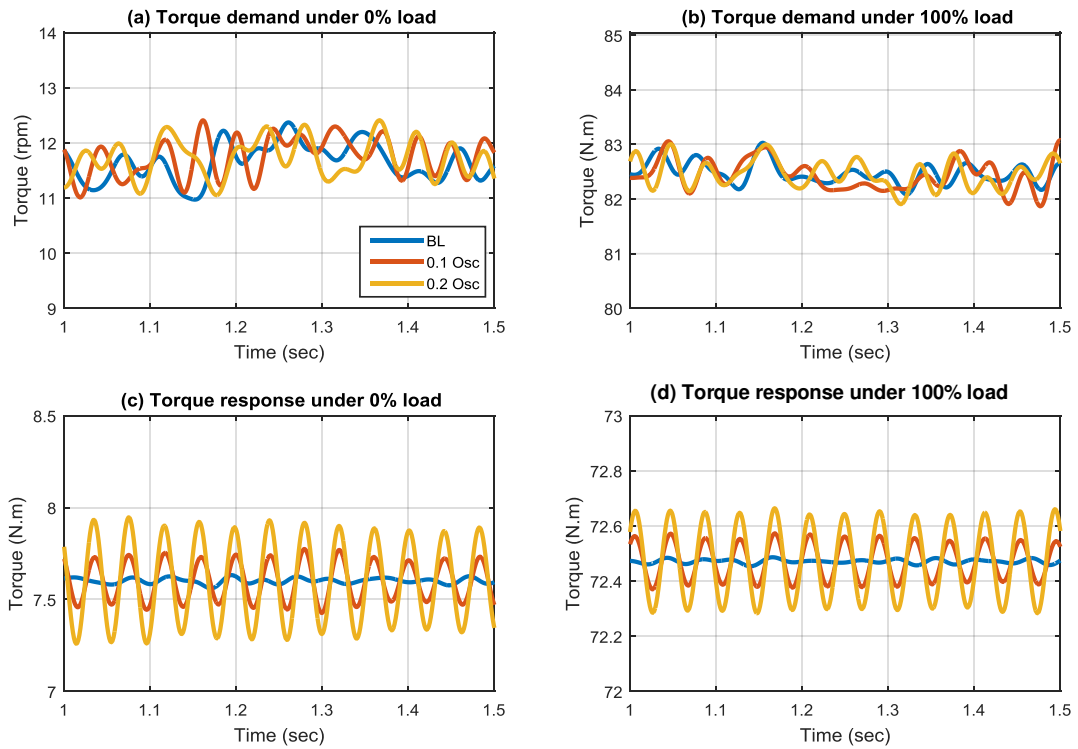 (a) Torque demand under 0% load
14
13
12
11
10
9
Torque (rpm)
BL
0.1 Osc
0.2 Osc
1 1.1 1.2 1.3 1.4 1.5
Time (sec)
(b) Torque demand under 100% load
85
84
83
82
81
80
Torque (N.m)
1 1.1 1.2 1.3 1.4 1.5
Time (sec)
(c) Torque response under 0% load
8.5
8
7.5
7
Torque (N.m)
1 1.1 1.2 1.3 1.4 1.5
Time (sec)
(d) Torque response under 100% load
73
72.8
72.6
72.4
72.2
72
Torque (N.m)
1 1.1 1.2 1.3 1.4 1.5
Time (sec)